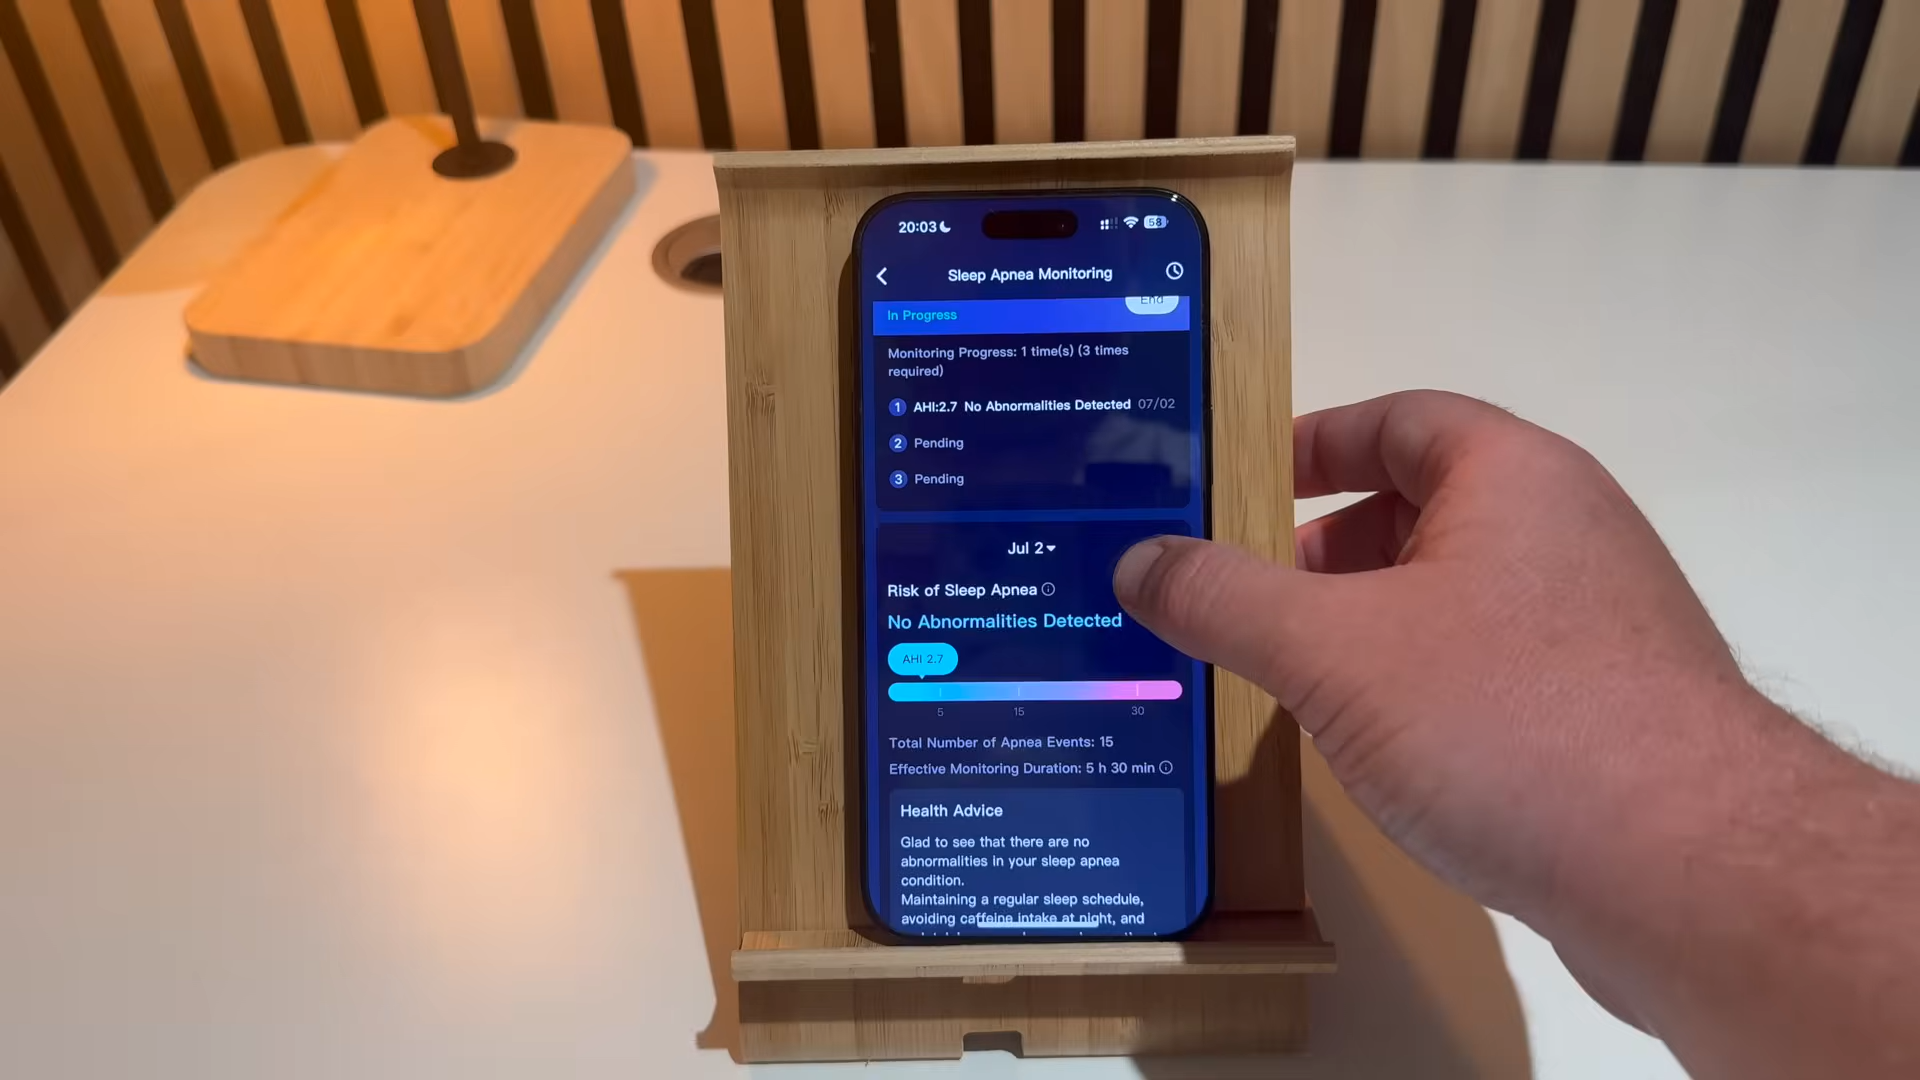 20:03
58
Sleep Apnea Monitoring
End
In Progress
Monitoring Progress: 1 time(s) (3 times
required)
1 AHI:2.7 No Abnormalities Detected 07/02
2 Pending
3 Pending
Jul 2
Risk of Sleep Apnea
No Abnormalities Detected
AHI 2.7
5 15 30
Total Number of Apnea Events: 15
Effective Monitoring Duration: 5 h 30 min
Health Advice
Glad to see that there are no
abnormalities in your sleep apnea
condition.
Maintaining a regular sleep schedule,
avoiding caffeine intake at night, and